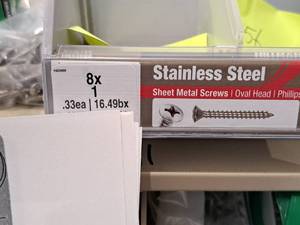 8x
1
.33ea | 16.49bx
Stainless Steel
Sheet Metal Screws | Oval Head | Phillips